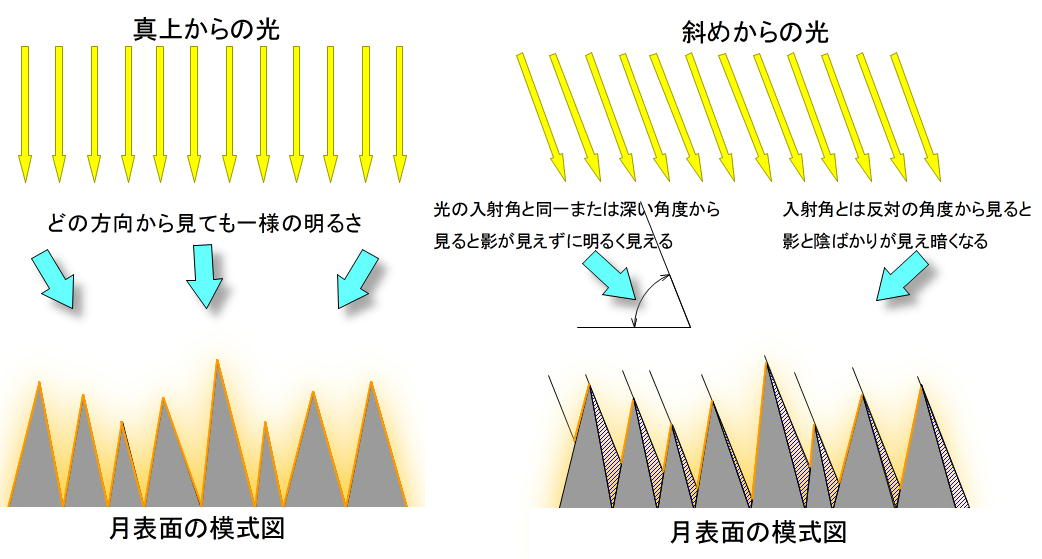 真上からの光
どの方向から見ても一様の明るさ
月表面の模式図
斜めからの光
光の入射角と同一または深い角度から
見ると影が見えずに明るく見える
入射角とは反対の角度から見ると
影と陰ばかりが見え暗くなる
月表面の模式図